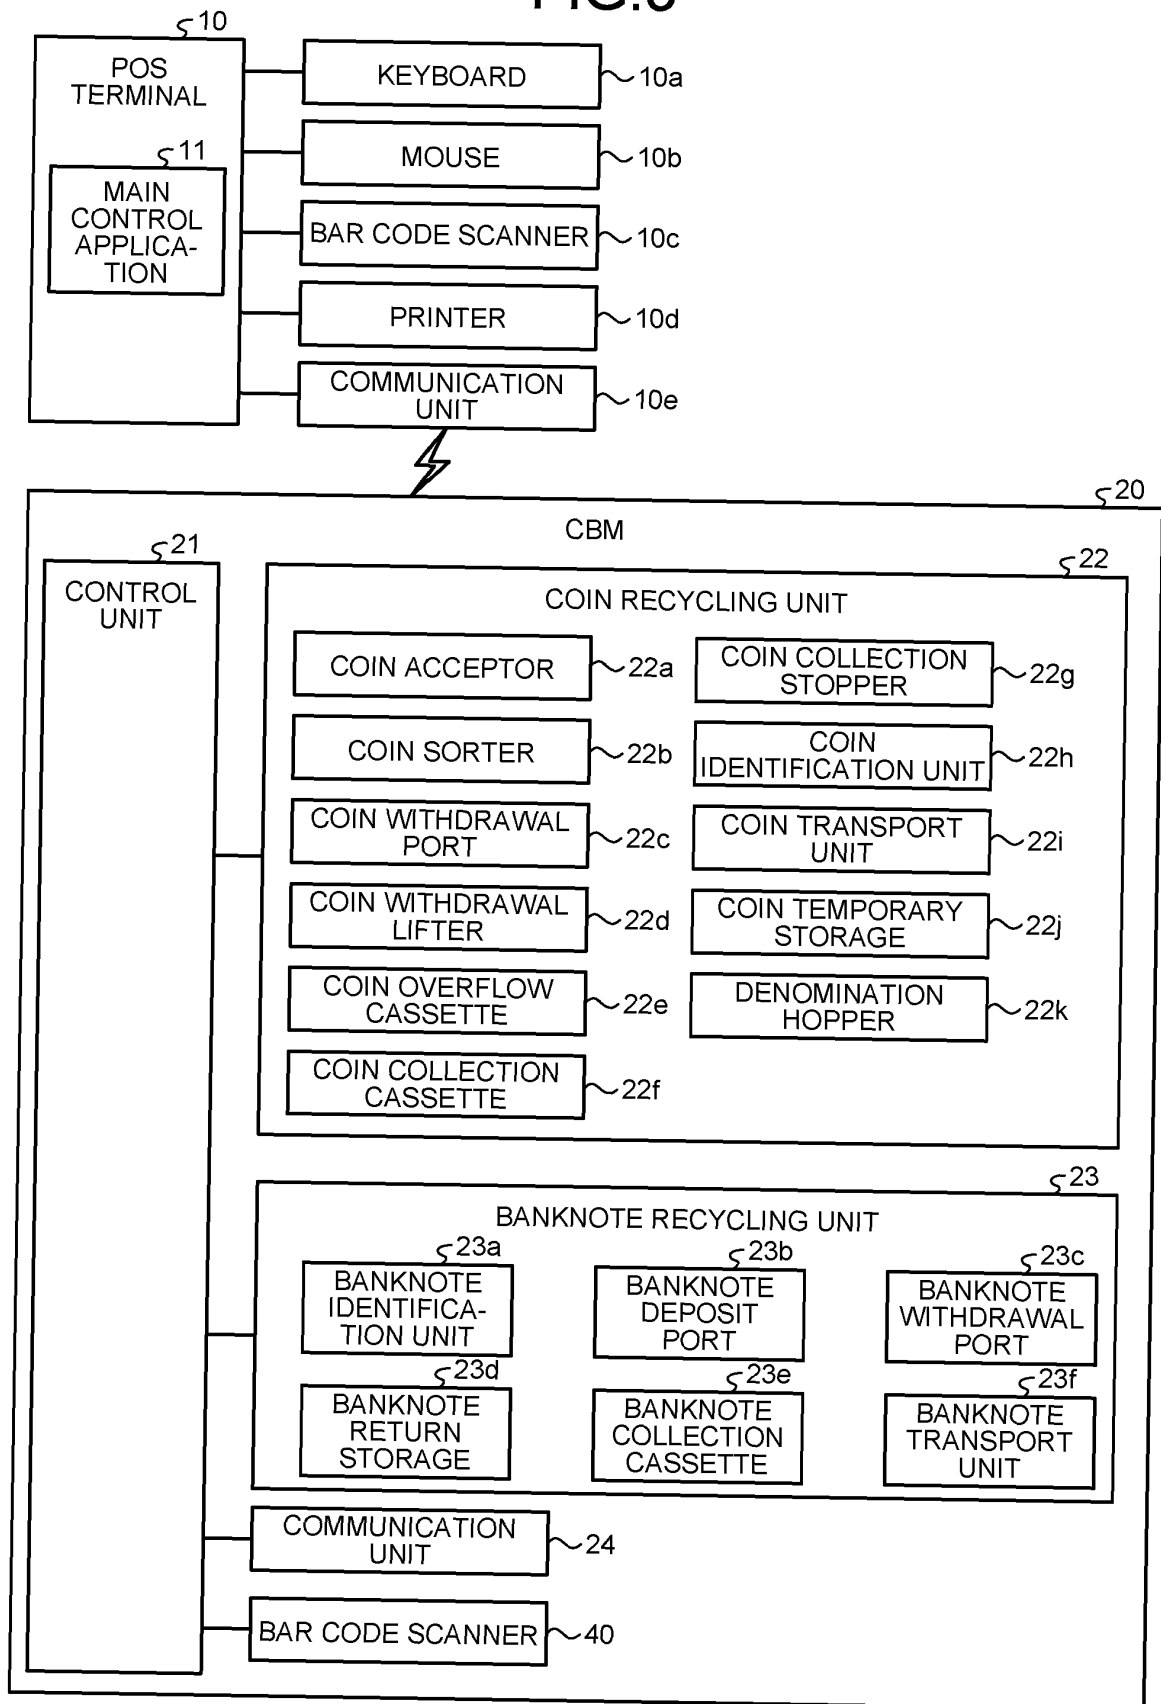 10
POS
TERMINAL
11
MAIN
CONTROL
APPLICA-
TION
KEYBOARD
10a
MOUSE
10b
BAR CODE SCANNER
10c
PRINTER
10d
COMMUNICATION
UNIT
10e
20
CBM
21
CONTROL
UNIT
22
COIN RECYCLING UNIT
COIN ACCEPTOR
22a
COIN SORTER
22b
COIN WITHDRAWAL
PORT
22c
COIN WITHDRAWAL
LIFTER
22d
COIN OVERFLOW
CASSETTE
22e
COIN COLLECTION
CASSETTE
22f
COIN COLLECTION
STOPPER
22g
COIN
IDENTIFICATION UNIT
22h
COIN TRANSPORT
UNIT
22i
COIN TEMPORARY
STORAGE
22j
DENOMINATION
HOPPER
22k
23
BANKNOTE RECYCLING UNIT
23a
BANKNOTE
IDENTIFICA-
TION UNIT
23b
BANKNOTE
DEPOSIT
PORT
23c
BANKNOTE
WITHDRAWAL
PORT
23d
BANKNOTE
RETURN
STORAGE
23e
BANKNOTE
COLLECTION
CASSETTE
23f
BANKNOTE
TRANSPORT
UNIT
COMMUNICATION
UNIT
24
BAR CODE SCANNER
40